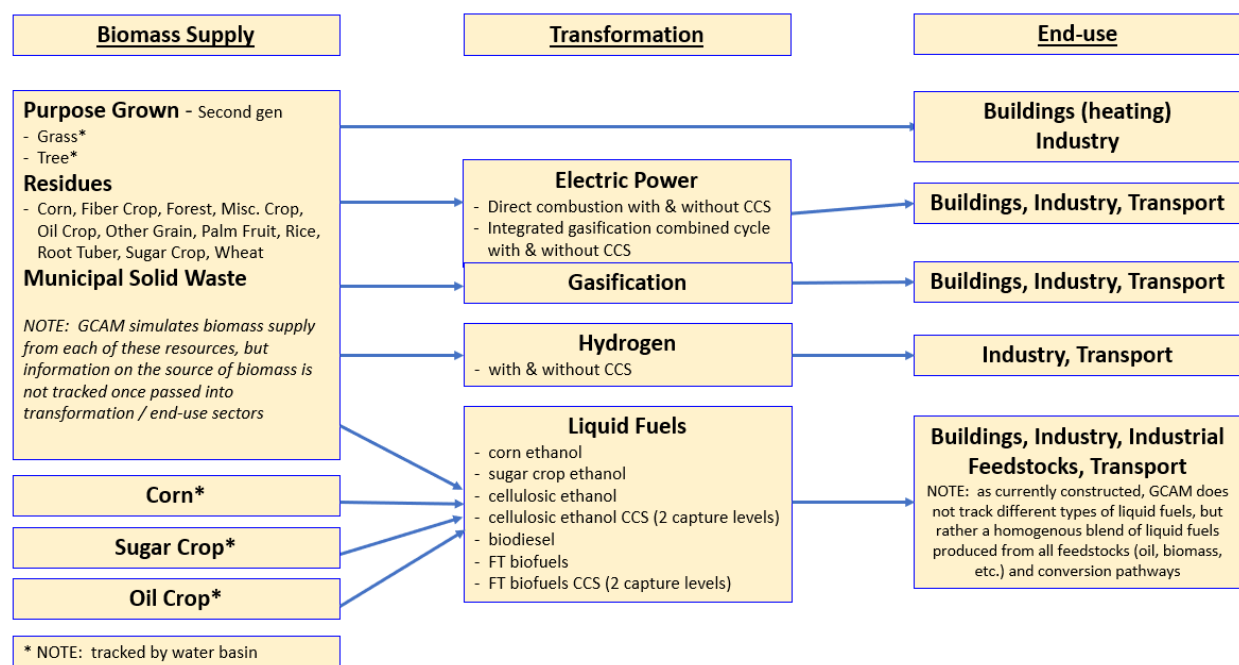 Biomass Supply
Transformation
End-use
Purpose Grown - Second gen
- Grass*
- Tree*
Residues
- Corn, Fiber Crop, Forest, Misc. Crop,
Oil Crop, Other Grain, Palm Fruit, Rice,
Root Tuber, Sugar Crop, Wheat
Municipal Solid Waste
NOTE: GCAM simulates biomass supply
from each of these resources, but
information on the source of biomass is
not tracked once passed into
transformation / end-use sectors
Corn*
Sugar Crop*
Oil Crop*
* NOTE: tracked by water basin
Electric Power
- Direct combustion with & without CCS
- Integrated gasification combined cycle
with & without CCS
Gasification
Hydrogen
- with & without CCS
Liquid Fuels
- corn ethanol
- sugar crop ethanol
- cellulosic ethanol
- cellulosic ethanol CCS (2 capture levels)
- biodiesel
- FT biofuels
- FT biofuels CCS (2 capture levels)
Buildings (heating)
Industry
Buildings, Industry, Transport
Buildings, Industry, Transport
Industry, Transport
Buildings, Industry, Industrial
Feedstocks, Transport
NOTE: as currently constructed, GCAM does
not track different types of liquid fuels, but
rather a homogenous blend of liquid fuels
produced from all feedstocks (oil, biomass,
etc.) and conversion pathways